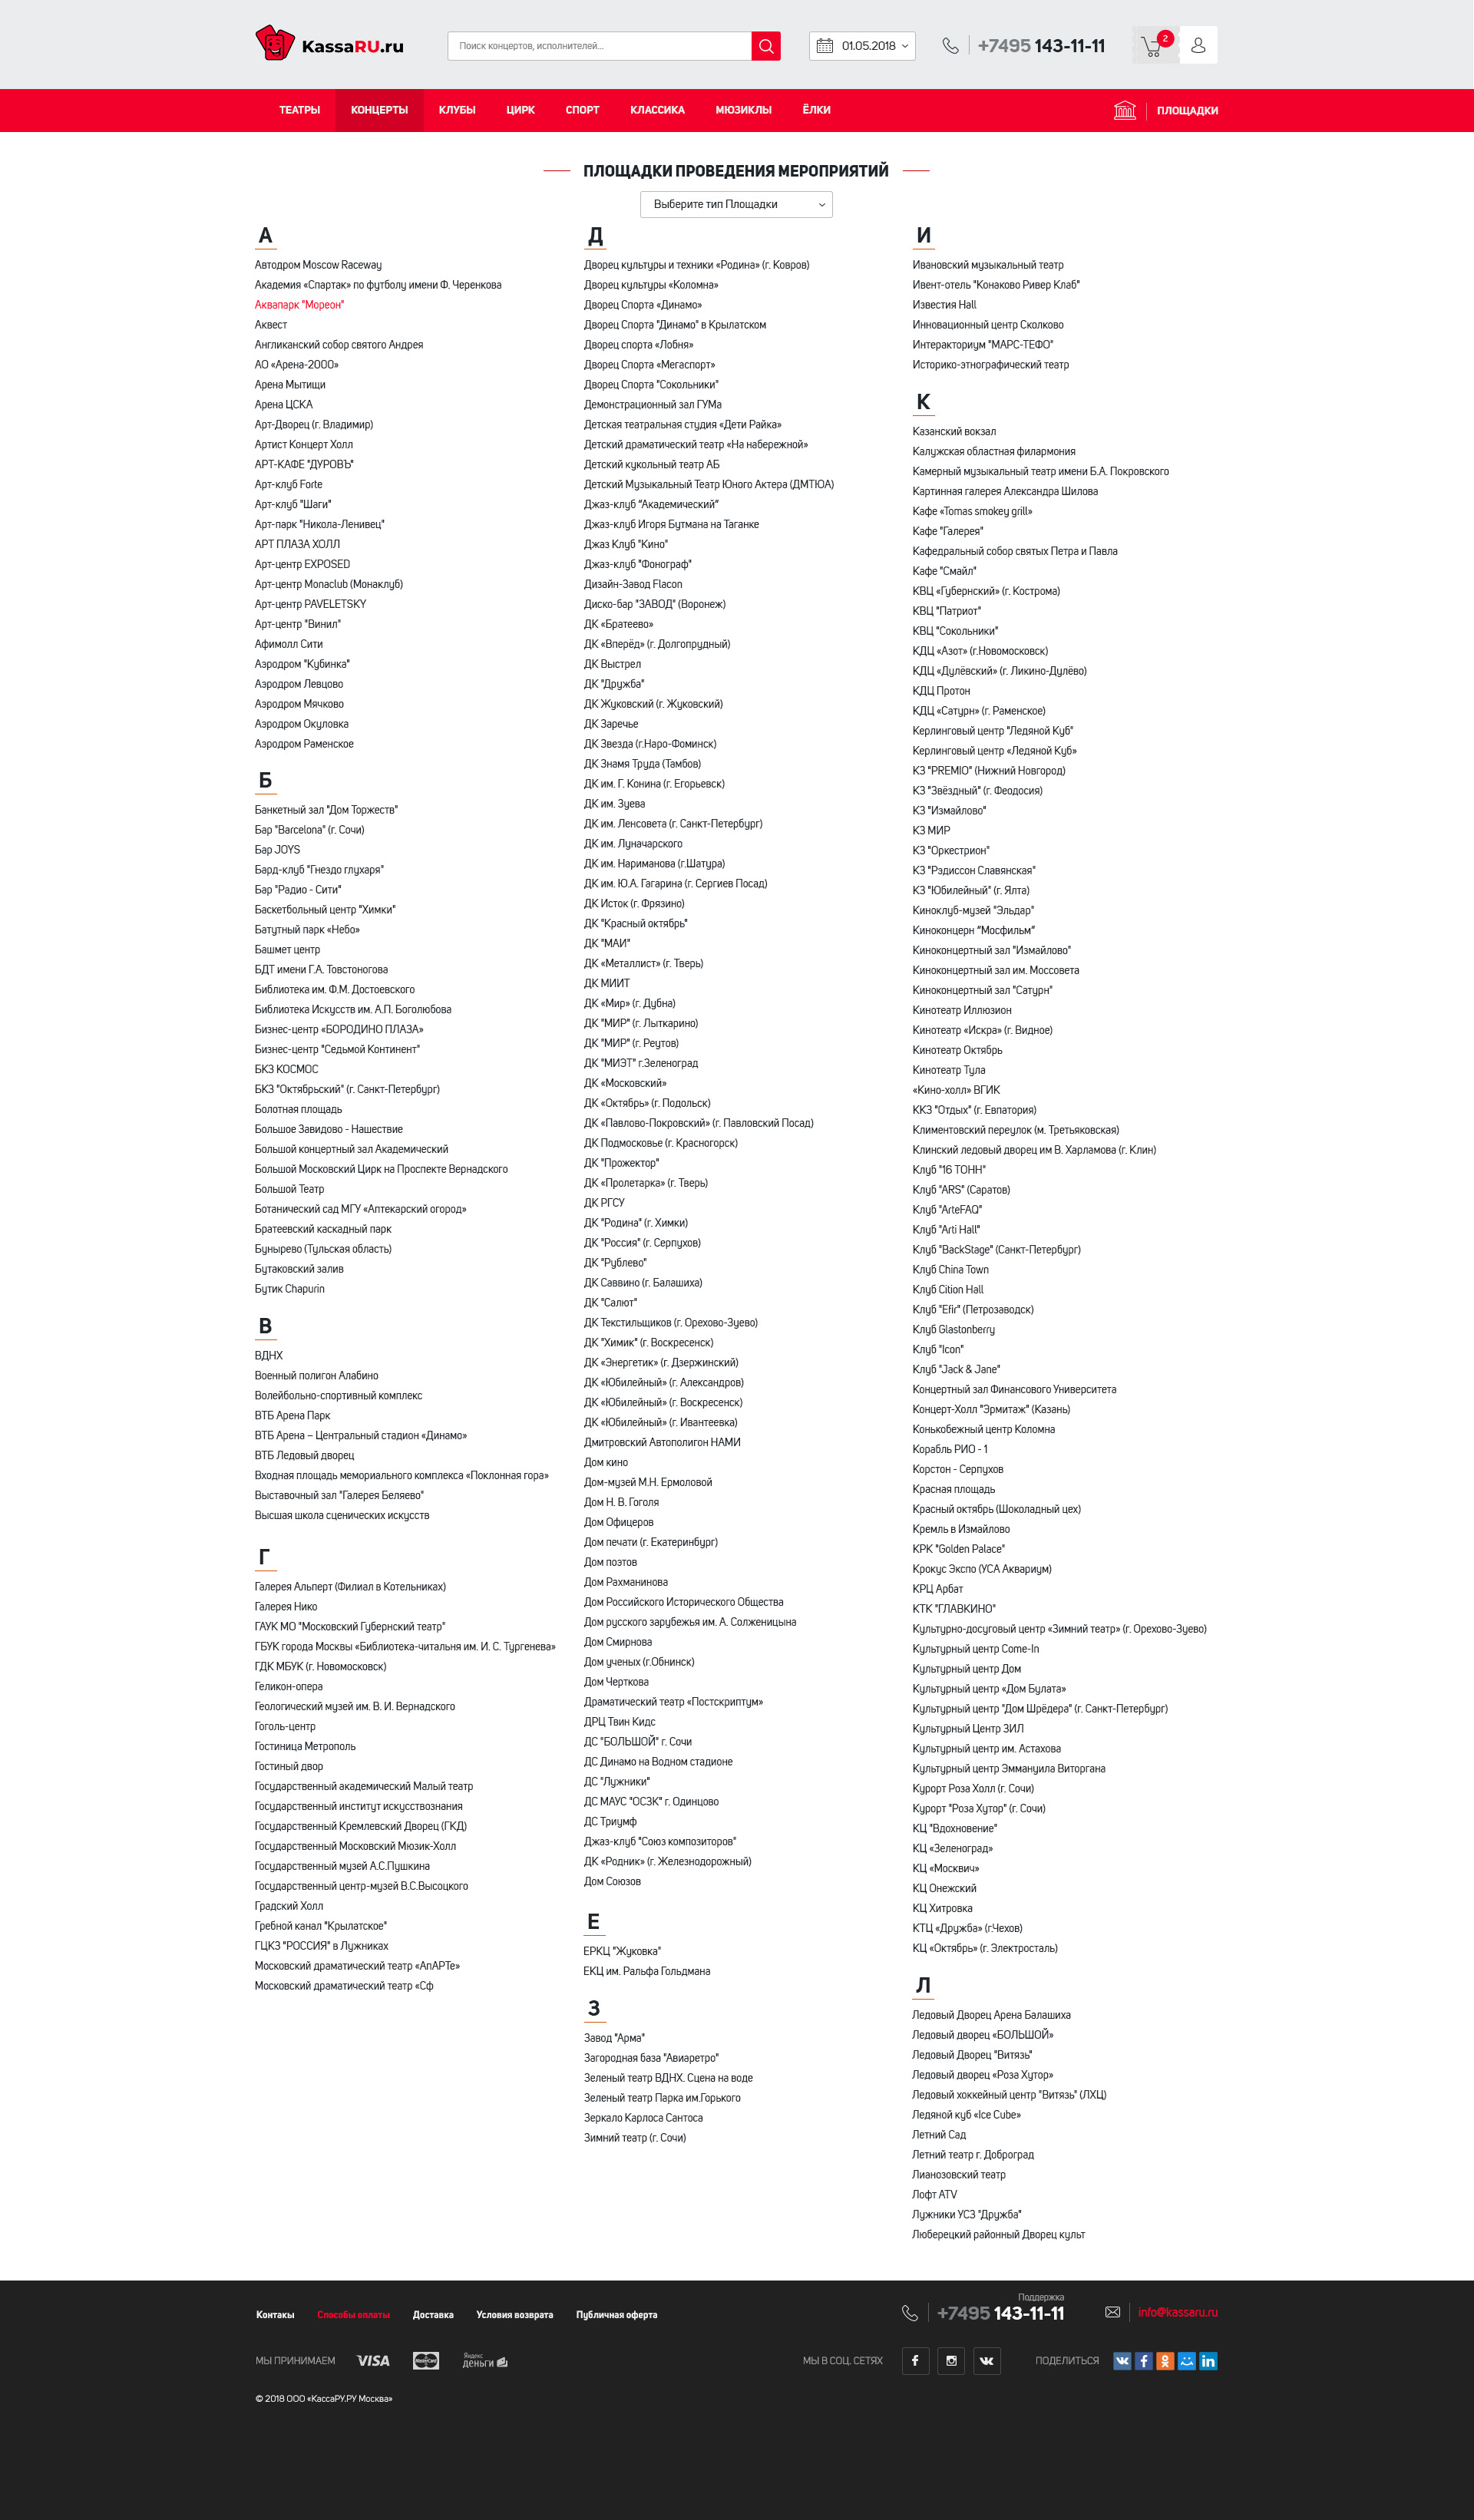 KassaRU.ru
Поиск концертов, исполнителей...
01.05.2018
+7495 143-11-11
2
ТЕАТРЫ
КОНЦЕРТЫ
КЛУБЫ
ЦИРК
СПОРТ
КЛАССИКА
МЮЗИКЛЫ
ЁЛКИ
ПЛОЩАДКИ
ПЛОЩАДКИ ПРОВЕДЕНИЯ МЕРОПРИЯТИЙ
Выберите тип Площадки
А
Автодром Moscow Raceway
Академия «Спартак» по футболу имени Ф. Черенкова
Аквапарк "Мореон"
Аквест
Англиканский собор святого Андрея
АО «Арена-2000»
Арена Мытищи
Арена ЦСКА
Арт-Дворец (г. Владимир)
Артист Концерт Холл
АРТ-КАФЕ "ДУРОВЪ"
Арт-клуб Forte
Арт-клуб "Шаги"
Арт-парк "Никола-Ленивец"
АРТ ПЛАЗА ХОЛЛ
Арт-центр EXPOSED
Арт-центр Monaclub (Монаклуб)
Арт-центр PAVELETSKY
Арт-центр "Винил"
Афимолл Сити
Аэродром "Кубинка"
Аэродром Левцово
Аэродром Мячково
Аэродром Окуловка
Аэродром Раменское
Б
Банкетный зал "Дом Торжеств"
Бар "Barcelona" (г. Сочи)
Бар JOYS
Бард-клуб "Гнездо глухаря"
Бар "Радио - Сити"
Баскетбольный центр "Химки"
Батутный парк «Небо»
Башмет центр
БДТ имени Г.А. Товстоногова
Библиотека им. Ф.М. Достоевского
Библиотека Искусств им. А.П. Боголюбова
Бизнес-центр «БОРОДИНО ПЛАЗА»
Бизнес-центр "Седьмой Континент"
БКЗ КОСМОС
БКЗ "Октябрьский" (г. Санкт-Петербург)
Болотная площадь
Большое Завидово - Нашествие
Большой концертный зал Академический
Большой Московский Цирк на Проспекте Вернадского
Большой Театр
Ботанический сад МГУ «Аптекарский огород»
Братеевский каскадный парк
Бунырево (Тульская область)
Бутаковский залив
Бутик Chapurin
В
ВДНХ
Военный полигон Алабино
Волейбольно-спортивный комплекс
ВТБ Арена Парк
ВТБ Арена – Центральный стадион «Динамо»
ВТБ Ледовый дворец
Входная площадь мемориального комплекса «Поклонная гора»
Выставочный зал "Галерея Беляево"
Высшая школа сценических искусств
Г
Галерея Альперт (Филиал в Котельниках)
Галерея Нико
ГАУК МО "Московский Губернский театр"
ГБУК города Москвы «Библиотека-читальня им. И. С. Тургенева»
ГДК МБУК (г. Новомосковск)
Геликон-опера
Геологический музей им. В. И. Вернадского
Гоголь-центр
Гостиница Метрополь
Гостиный двор
Государственный академический Малый театр
Государственный институт искусствознания
Государственный Кремлевский Дворец (ГКД)
Государственный Московский Мюзик-Холл
Государственный музей А.С.Пушкина
Государственный центр-музей В.С.Высоцкого
Градский Холл
Гребной канал "Крылатское"
ГЦКЗ "РОССИЯ" в Лужниках
Московский драматический театр «АпАРТе»
Московский драматический театр «Сф
Д
Дворец культуры и техники «Родина» (г. Ковров)
Дворец культуры «Коломна»
Дворец Спорта «Динамо»
Дворец Спорта "Динамо" в Крылатском
Дворец спорта «Лобня»
Дворец Спорта «Мегаспорт»
Дворец Спорта "Сокольники"
Демонстрационный зал ГУМа
Детская театральная студия «Дети Райка»
Детский драматический театр «На набережной»
Детский кукольный театр АБ
Детский Музыкальный Театр Юного Актера (ДМТЮА)
Джаз-клуб “Академический”
Джаз-клуб Игоря Бутмана на Таганке
Джаз Клуб "Кино"
Джаз-клуб "Фонограф"
Дизайн-Завод Flacon
Диско-бар "ЗАВОД" (Воронеж)
ДК «Братеево»
ДК «Вперёд» (г. Долгопрудный)
ДК Выстрел
ДК "Дружба"
ДК Жуковский (г. Жуковский)
ДК Заречье
ДК Звезда (г.Наро-Фоминск)
ДК Знамя Труда (Тамбов)
ДК им. Г. Конина (г. Егорьевск)
ДК им. Зуева
ДК им. Ленсовета (г. Санкт-Петербург)
ДК им. Луначарского
ДК им. Нариманова (г.Шатура)
ДК им. Ю.А. Гагарина (г. Сергиев Посад)
ДК Исток (г. Фрязино)
ДК "Красный октябрь"
ДК "МАИ"
ДК «Металлист» (г. Тверь)
ДК МИИТ
ДК «Мир» (г. Дубна)
ДК "МИР" (г. Лыткарино)
ДК "МИР" (г. Реутов)
ДК "МИЭТ" г.Зеленоград
ДК «Московский»
ДК «Октябрь» (г. Подольск)
ДК «Павлово-Покровский» (г. Павловский Посад)
ДК Подмосковье (г. Красногорск)
ДК "Прожектор"
ДК «Пролетарка» (г. Тверь)
ДК РГСУ
ДК "Родина" (г. Химки)
ДК "Россия" (г. Серпухов)
ДК "Рублево"
ДК Саввино (г. Балашиха)
ДК "Салют"
ДК Текстильщиков (г. Орехово-Зуево)
ДК "Химик" (г. Воскресенск)
ДК «Энергетик» (г. Дзержинский)
ДК «Юбилейный» (г. Александров)
ДК «Юбилейный» (г. Воскресенск)
ДК «Юбилейный» (г. Ивантеевка)
Дмитровский Автополигон НАМИ
Дом кино
Дом-музей М.Н. Ермоловой
Дом Н. В. Гоголя
Дом Офицеров
Дом печати (г. Екатеринбург)
Дом поэтов
Дом Рахманинова
Дом Российского Исторического Общества
Дом русского зарубежья им. А. Солженицына
Дом Смирнова
Дом ученых (г.Обнинск)
Дом Черткова
Драматический театр «Постскриптум»
ДРЦ Твин Кидс
ДС "БОЛЬШОЙ" г. Сочи
ДС Динамо на Водном стадионе
ДС "Лужники"
ДС МАУС "ОСЗК" г. Одинцово
ДС Триумф
Джаз-клуб "Союз композиторов"
ДК «Родник» (г. Железнодорожный)
Дом Союзов
Е
ЕРКЦ "Жуковка"
ЕКЦ им. Ральфа Гольдмана
З
Завод "Арма"
Загородная база "Авиаретро"
Зеленый театр ВДНХ. Сцена на воде
Зеленый театр Парка им.Горького
Зеркало Карлоса Сантоса
Зимний театр (г. Сочи)
И
Ивановский музыкальный театр
Ивент-отель "Конаково Ривер Клаб"
Известия Hall
Инновационный центр Сколково
Интеракториум "МАРС-ТЕФО"
Историко-этнографический театр
К
Казанский вокзал
Калужская областная филармония
Камерный музыкальный театр имени Б.А. Покровского
Картинная галерея Александра Шилова
Кафе «Tomas smokey grill»
Кафе "Галерея"
Кафедральный собор святых Петра и Павла
Кафе "Смайл"
КВЦ «Губернский» (г. Кострома)
КВЦ "Патриот"
КВЦ "Сокольники"
КДЦ «Азот» (г.Новомосковск)
КДЦ «Дулёвский» (г. Ликино-Дулёво)
КДЦ Протон
КДЦ «Сатурн» (г. Раменское)
Керлинговый центр "Ледяной Куб"
Керлинговый центр «Ледяной Куб»
КЗ "PREMIO" (Нижний Новгород)
КЗ "Звёздный" (г. Феодосия)
КЗ "Измайлово"
КЗ МИР
КЗ "Оркестрион"
КЗ "Рэдиссон Славянская"
КЗ "Юбилейный" (г. Ялта)
Киноклуб-музей "Эльдар"
Киноконцерн “Мосфильм”
Киноконцертный зал "Измайлово"
Киноконцертный зал им. Моссовета
Киноконцертный зал "Сатурн"
Кинотеатр Иллюзион
Кинотеатр «Искра» (г. Видное)
Кинотеатр Октябрь
Кинотеатр Тула
«Кино-холл» ВГИК
ККЗ "Отдых" (г. Евпатория)
Климентовский переулок (м. Третьяковская)
Клинский ледовый дворец им В. Харламова (г. Клин)
Клуб "16 ТОНН"
Клуб "ARS" (Саратов)
Клуб "ArteFAQ"
Клуб "Arti Hall"
Клуб "BackStage" (Санкт-Петербург)
Клуб China Town
Клуб Cition Hall
Клуб "Efir" (Петрозаводск)
Клуб Glastonberry
Клуб "Icon"
Клуб "Jack & Jane"
Концертный зал Финансового Университета
Концерт-Холл "Эрмитаж" (Казань)
Конькобежный центр Коломна
Корабль РИО - 1
Корстон - Серпухов
Красная площадь
Красный октябрь (Шоколадный цех)
Кремль в Измайлово
КРК "Golden Palace"
Крокус Экспо (УСА Аквариум)
КРЦ Арбат
КТК "ГЛАВКИНО"
Культурно-досуговый центр «Зимний театр» (г. Орехово-Зуево)
Культурный центр Come-In
Культурный центр Дом
Культурный центр «Дом Булата»
Культурный центр "Дом Шрёдера" (г. Санкт-Петербург)
Культурный Центр ЗИЛ
Культурный центр им. Астахова
Культурный центр Эммануила Виторгана
Курорт Роза Холл (г. Сочи)
Курорт "Роза Хутор" (г. Сочи)
КЦ "Вдохновение"
КЦ «Зеленоград»
КЦ «Москвич»
КЦ Онежский
КЦ Хитровка
КТЦ «Дружба» (г.Чехов)
КЦ «Октябрь» (г. Электросталь)
Л
Ледовый Дворец Арена Балашиха
Ледовый дворец «БОЛЬШОЙ»
Ледовый Дворец "Витязь"
Ледовый дворец «Роза Хутор»
Ледовый хоккейный центр "Витязь" (ЛХЦ)
Ледяной куб «Ice Cube»
Летний Сад
Летний театр г. Доброград
Лианозовский театр
Лофт ATV
Лужники УСЗ "Дружба"
Люберецкий районный Дворец культ
Контакы
Способы оплаты
Доставка
Условия возврата
Публичная оферта
Поддержка
+7495 143-11-11
info@kassaru.ru
МЫ ПРИНИМАЕМ
VISA
MasterCard
Яндекс
деньги
МЫ В СОЦ. СЕТЯХ
ПОДЕЛИТЬСЯ
© 2018 ООО «КассаРУ.РУ Москва»